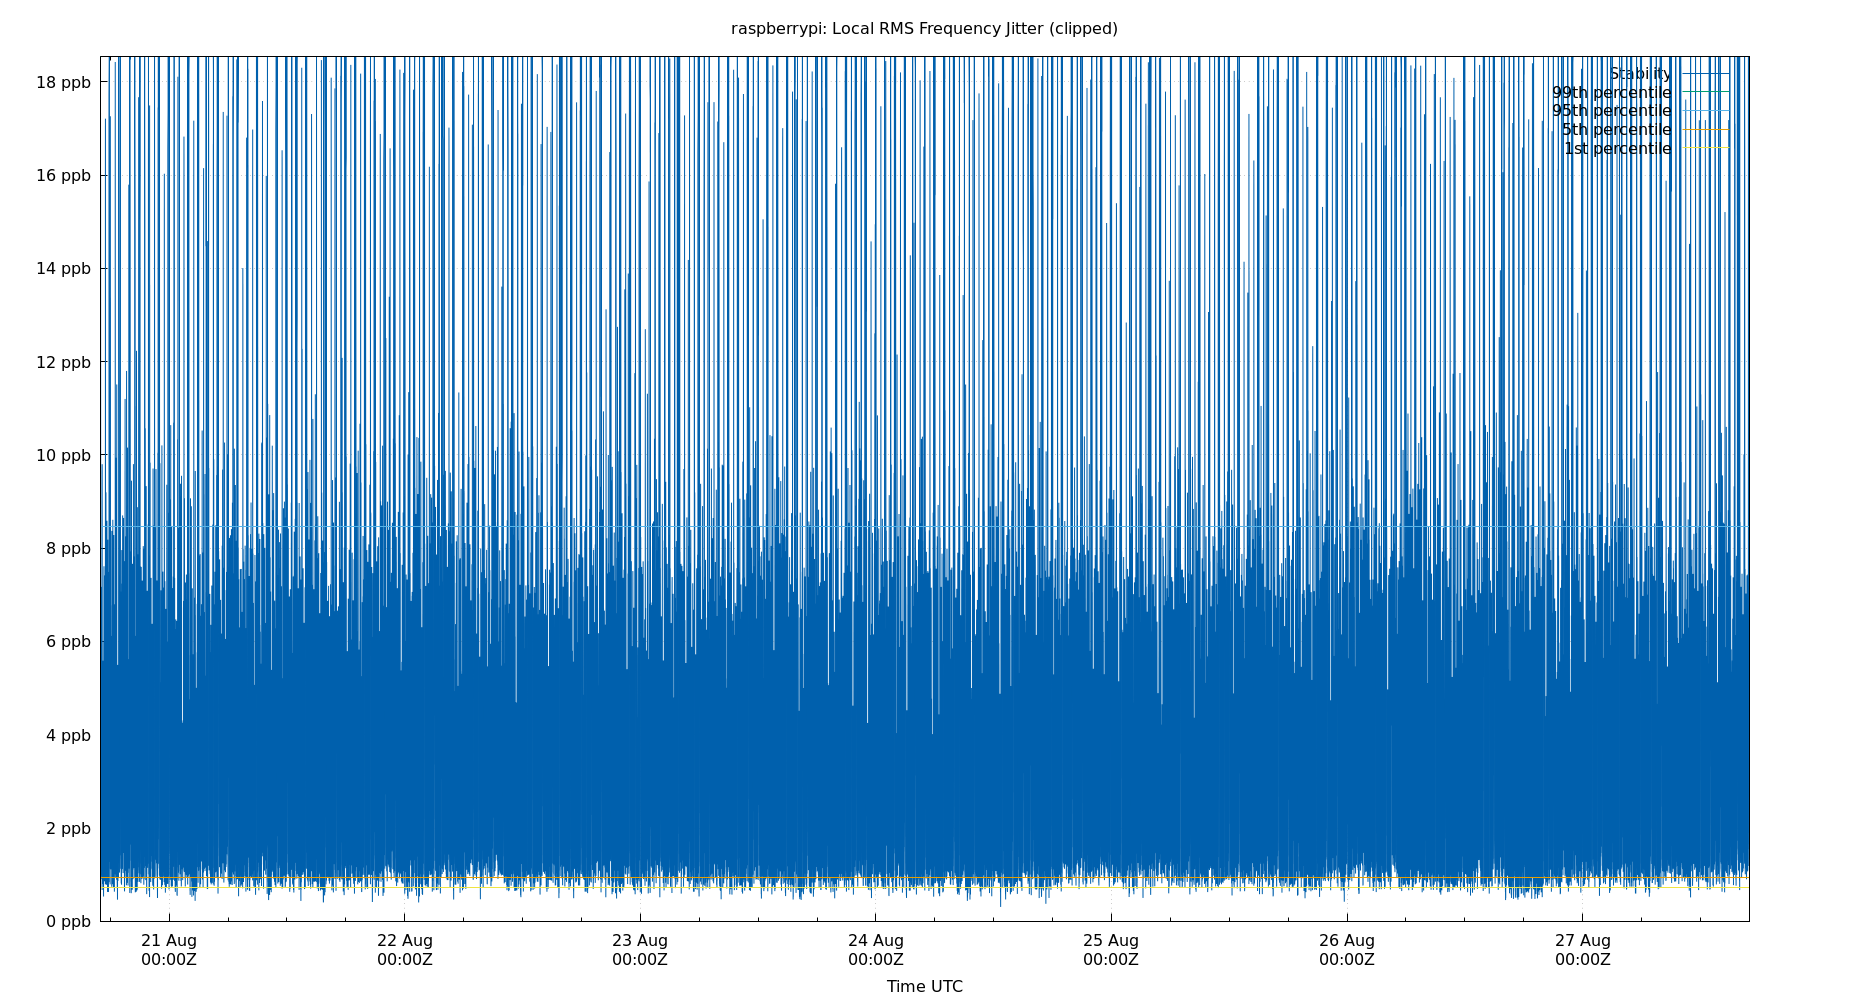 raspberrypi: Local RMS Frequency Jitter (clipped)
18 ppb
16 ppb
14 ppb
12 ppb
10 ppb
8 ppb
6 ppb
4 ppb
2 ppb
0 ppb
Stability
99th percentile
95th percentile
5th percentile
1st percentile
21 Aug
00:00Z
22 Aug
00:00Z
23 Aug
00:00Z
24 Aug
00:00Z
25 Aug
00:00Z
26 Aug
00:00Z
27 Aug
00:00Z
Time UTC